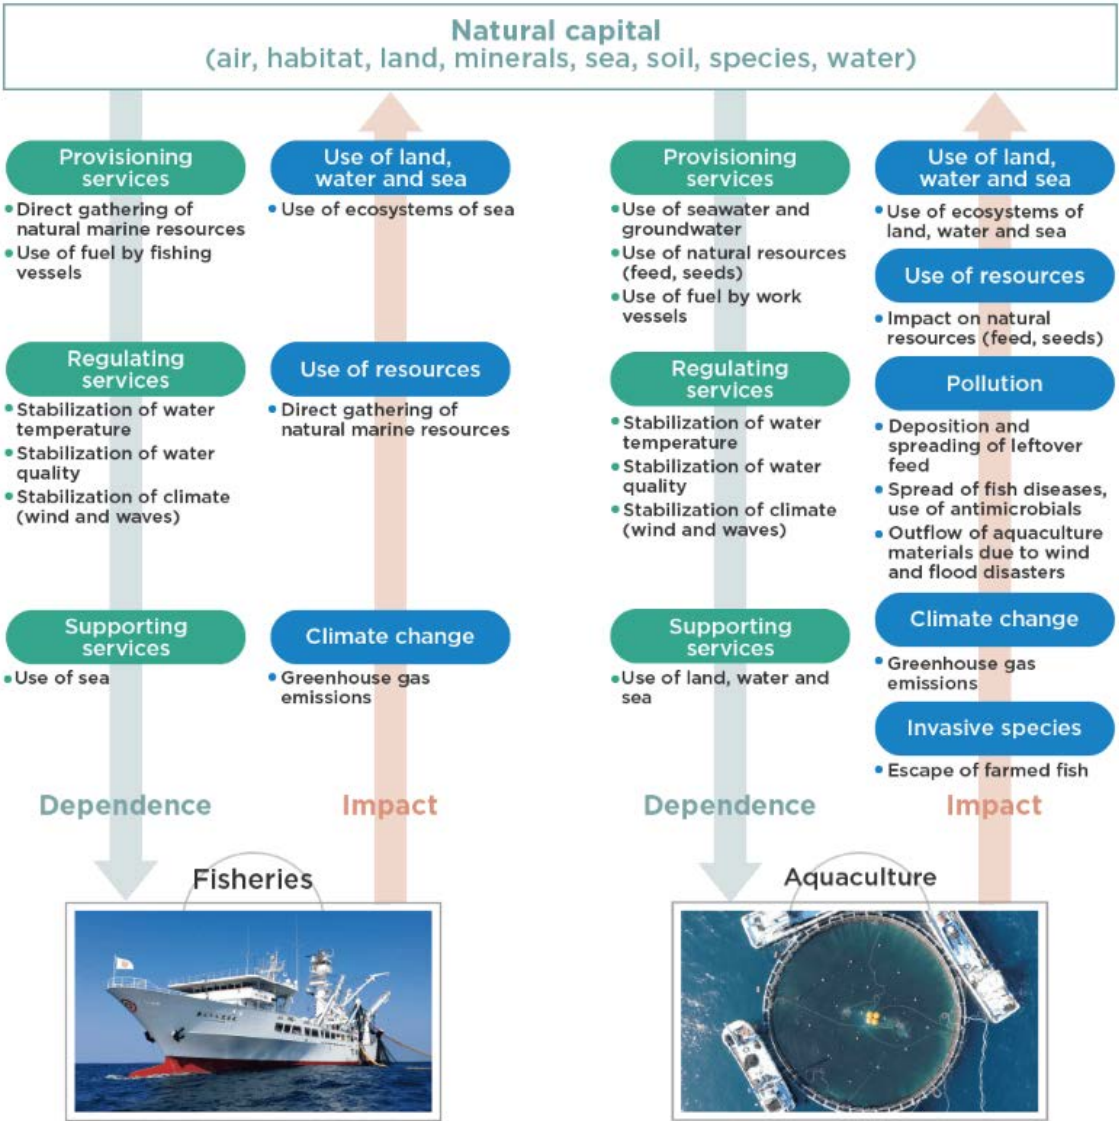 Natural capital
(air, habitat, land, minerals, sea, soil, species, water)
Provisioning
services
• Direct gathering of
natural marine resources
• Use of fuel by fishing
vessels
Regulating
services
• Stabilization of water
temperature
• Stabilization of water
quality
• Stabilization of climate
(wind and waves)
Supporting
services
• Use of sea
Dependence
Use of land,
water and sea
• Use of ecosystems of sea
Use of resources
• Direct gathering of
natural marine resources
Climate change
• Greenhouse gas
emissions
Impact
Fisheries
Provisioning
services
• Use of seawater and
groundwater
• Use of natural resources
(feed, seeds)
• Use of fuel by work
vessels
Regulating
services
• Stabilization of water
temperature
• Stabilization of water
quality
• Stabilization of climate
(wind and waves)
Supporting
services
• Use of land, water and
sea
Dependence
Use of land,
water and sea
• Use of ecosystems of
land, water and sea
Use of resources
• Impact on natural
resources (feed, seeds)
Pollution
• Deposition and
spreading of leftover
feed
• Spread of fish diseases,
use of antimicrobials
• Outflow of aquaculture
materials due to wind
and flood disasters
Climate change
• Greenhouse gas
emissions
Invasive species
• Escape of farmed fish
Impact
Aquaculture